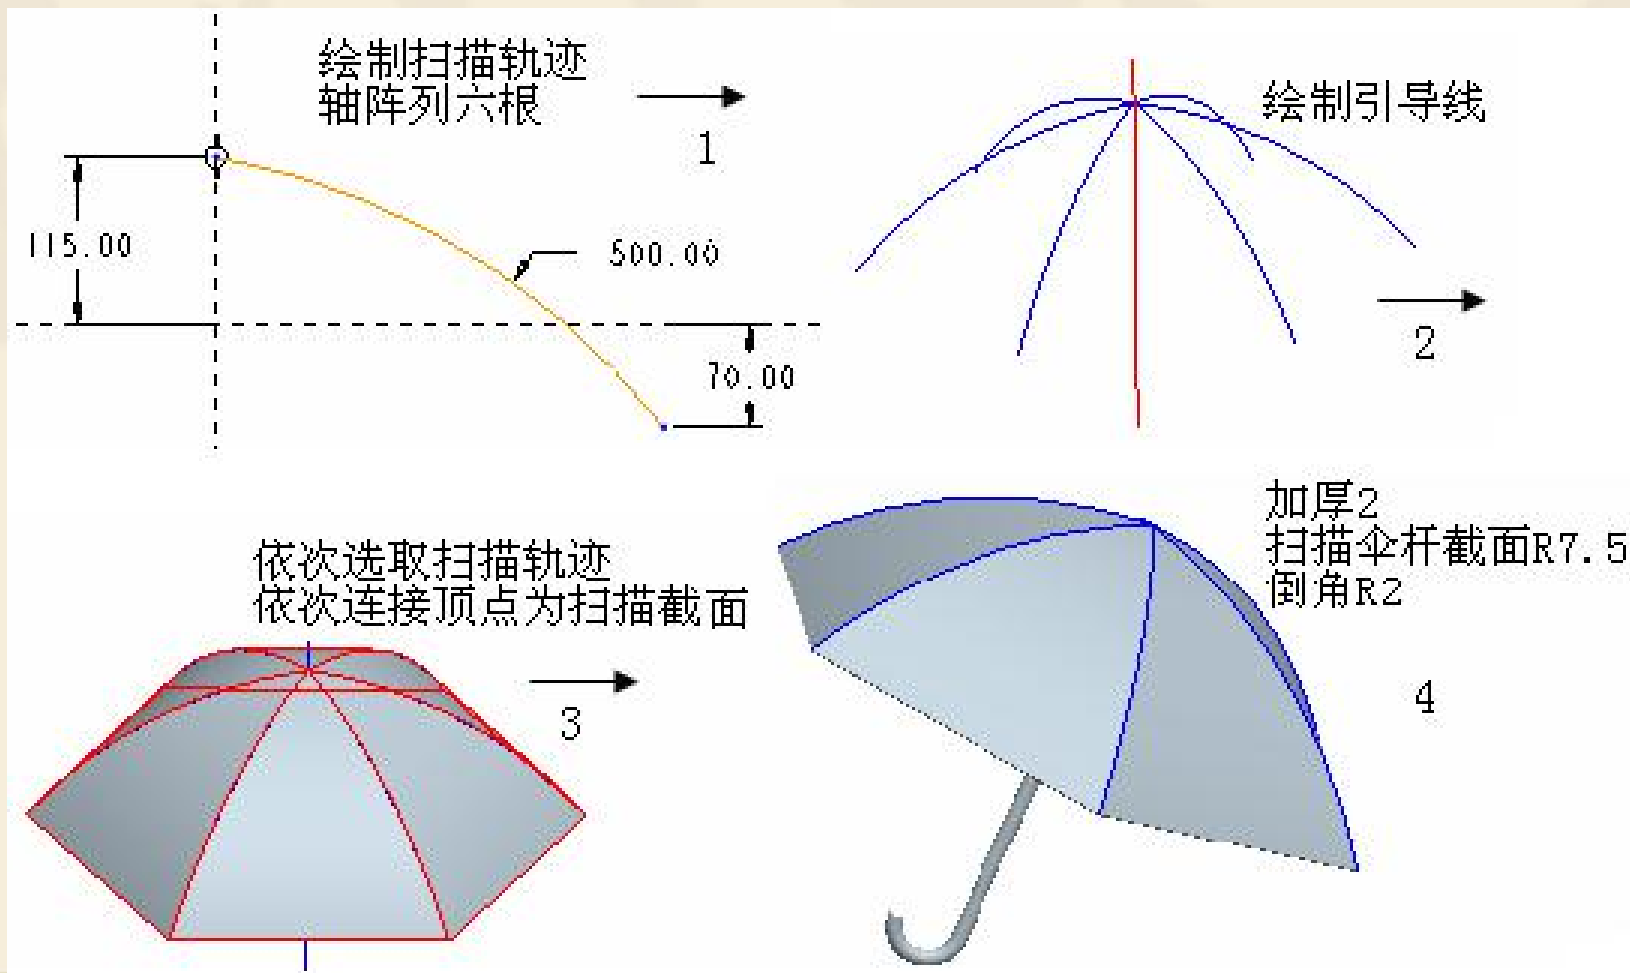 绘制扫描轨迹
轴阵列六根
1
115.00
500.00
70.00
绘制引导线
2
依次选取扫描轨迹
依次连接顶点为扫描截面
3
加厚2
扫描伞杆截面R7.5
倒角R2
4